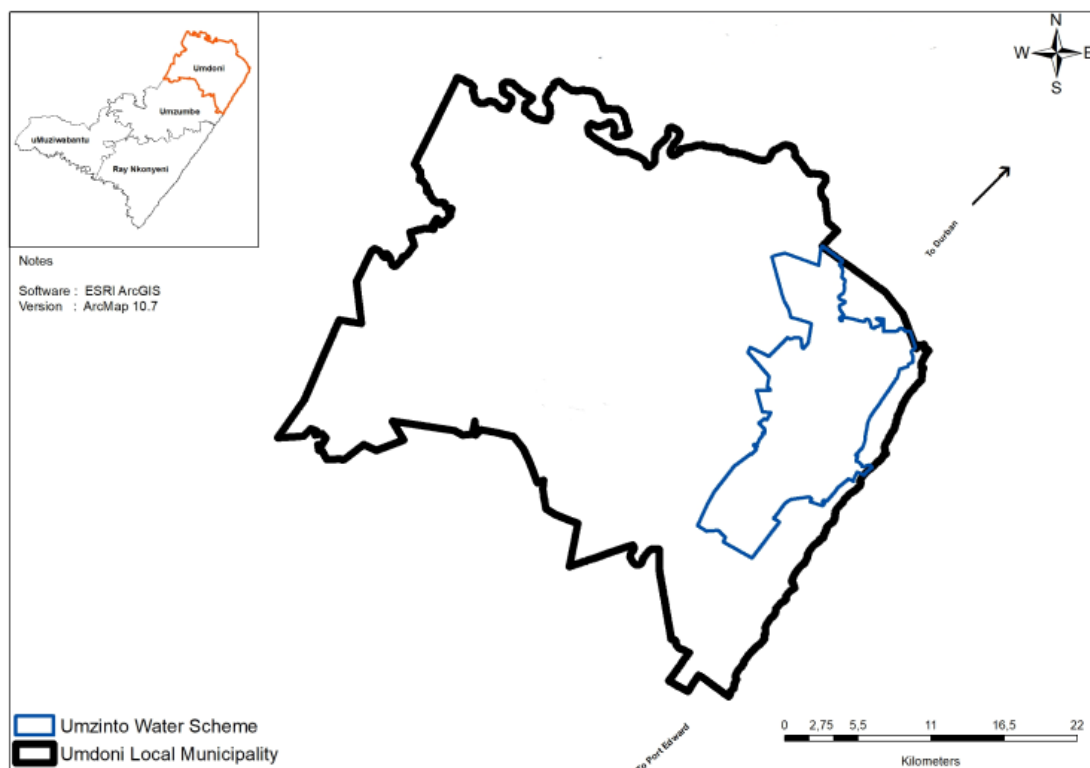 Umdoni
Umzumbe
uMuziwabantu
Ray Nkonyeni
N
W E
S
To Durban
Notes
Software : ESRI ArcGIS
Version : ArcMap 10.7
Umzinto Water Scheme
Umdoni Local Municipality
To Port Edward
0 2,75 5,5 11 16,5 22
Kilometers